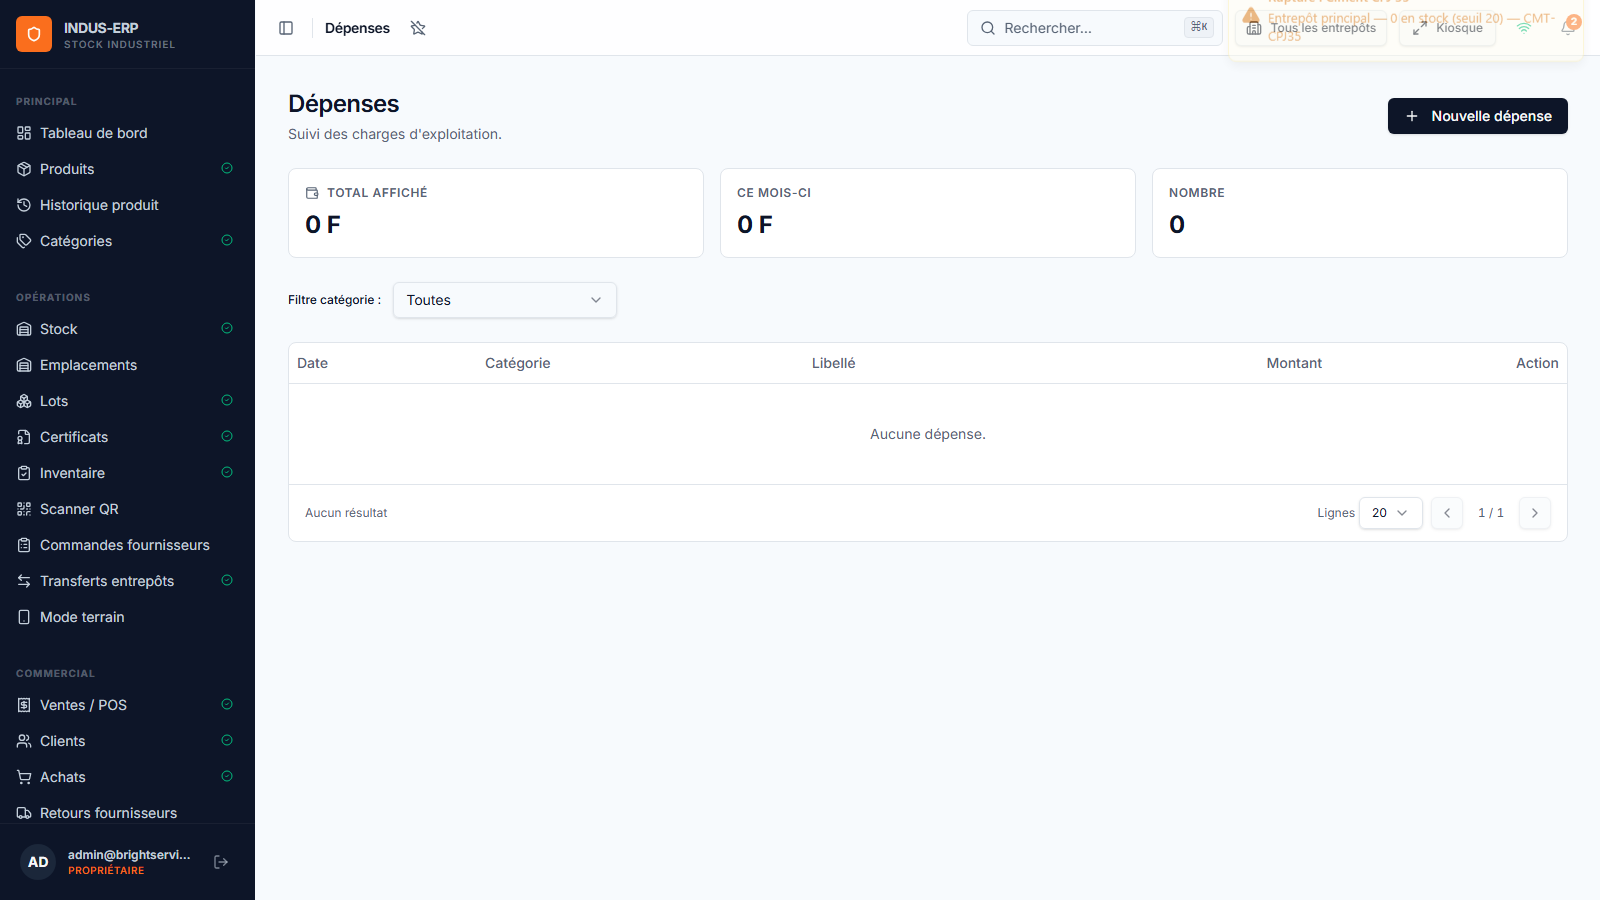 INDUS-ERP
STOCK INDUSTRIEL
PRINCIPAL
Tableau de bord
Produits
Historique produit
Catégories
OPÉRATIONS
Stock
Emplacements
Lots
Certificats
Inventaire
Scanner QR
Commandes fournisseurs
Transferts entrepôts
Mode terrain
COMMERCIAL
Ventes / POS
Clients
Achats
Retours fournisseurs
AD
admin@brightservi...
PROPRIÉTAIRE
Dépenses
Rechercher...
⌘K
Entrepôt principal — 0 en stock (seuil 20) — CMT-
CPJ35
Tous les entrepôts
Kiosque
2
Dépenses
Suivi des charges d'exploitation.
Nouvelle dépense
TOTAL AFFICHÉ
0 F
CE MOIS-CI
0 F
NOMBRE
0
Filtre catégorie :
Toutes
Date
Catégorie
Libellé
Montant
Action
Aucune dépense.
Aucun résultat
Lignes
20
1 / 1